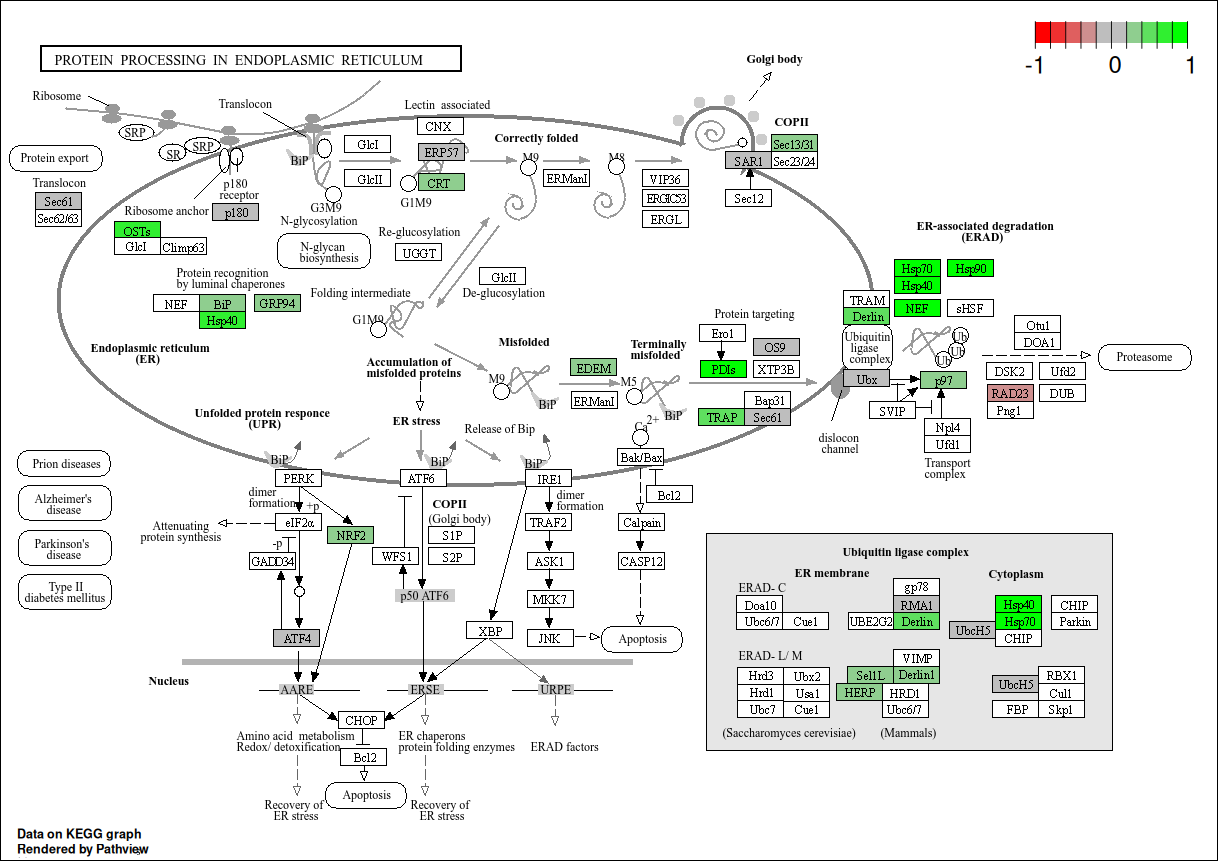 PROTEIN PROCESSING IN ENDOPLASMIC RETICULUM
-1
0
1
Golgi body
Ribosome
Translocon
Lectin associated
COPII
SRP
SR
SRP
CNX
Correctly folded
GlcI
BiP
ERP57
M9
M8
Sec13/31
SAR1
Sec23/24
Protein export
GlcII
CRT
ERManI
VIP36
Translocon
p180
receptor
Sec61
Sec62/63
G3M9
G1M9
ERGIC53
Sec12
Ribosome anchor
p180
N-glycosylation
ERGL
OSTs
GlcI
Climp63
N-glycan
biosynthesis
Re-glucosylation
UGGT
ER-associated degradation
(ERAD)
Protein recognition
by luminal chaperones
GlcII
De-glucosylation
Hsp70
Hsp90
Hsp40
NEF
BiP
GRP94
Hsp40
Folding intermediate
G1M9
TRAM
Derlin
NEF
sHSF
Protein targeting
Ero1
OS9
Ubiquitin
ligase
complex
Ub
Ub
Ub
Otu1
DOA1
Endoplasmic reticulum
(ER)
Accumulation of
misfolded proteins
Misfolded
Terminally
misfolded
Proteasome
EDEM
PDIs
XTP3B
M9
M5
Ubx
p97
DSK2
Ufd2
RAD23
DUB
Png1
BiP
ERManI
BiP
Bap31
TRAP
Sec61
SVIP
Unfolded protein responce
(UPR)
ER stress
Release of Bip
Ca2+
dislocon
channel
Npl4
Ufd1
Transport
complex
Prion diseases
BiP
BiP
BiP
Bak/Bax
PERK
ATF6
IRE1
Alzheimer's
disease
dimer
formation
+p
COPII
(Golgi body)
dimer
formation
Bcl2
Attenuating
protein synthesis
eIF2α
NRF2
S1P
TRAF2
Calpain
Parkinson's
disease
-p
GADD34
WFS1
S2P
ASK1
CASP12
Type II
diabetes mellitus
p50 ATF6
MKK7
ATF4
XBP
JNK
Apoptosis
Nucleus
AARE
ERSE
URPE
CHOP
Amino acid metabolism
Redox/ detoxification
ER chaperons
protein folding enzymes
ERAD factors
Bcl2
Apoptosis
Recovery of
ER stress
Recovery of
ER stress
Ubiquitin ligase complex
ER membrane
Cytoplasm
ERAD- C
gp78
Doa10
RMA1
Hsp40
CHIP
Ubc6/7
Cue1
UBE2G2
Derlin
UbcH5
Hsp70
Parkin
CHIP
ERAD- L/ M
VIMP
Hrd3
Ubx2
Sel1L
Derlin1
UbcH5
RBX1
Hrd1
Usa1
HERP
HRD1
Cul1
Ubc7
Cue1
Ubc6/7
FBP
Skp1
(Saccharomyces cerevisiae)
(Mammals)
Data on KEGG graph
Rendered by Pathview